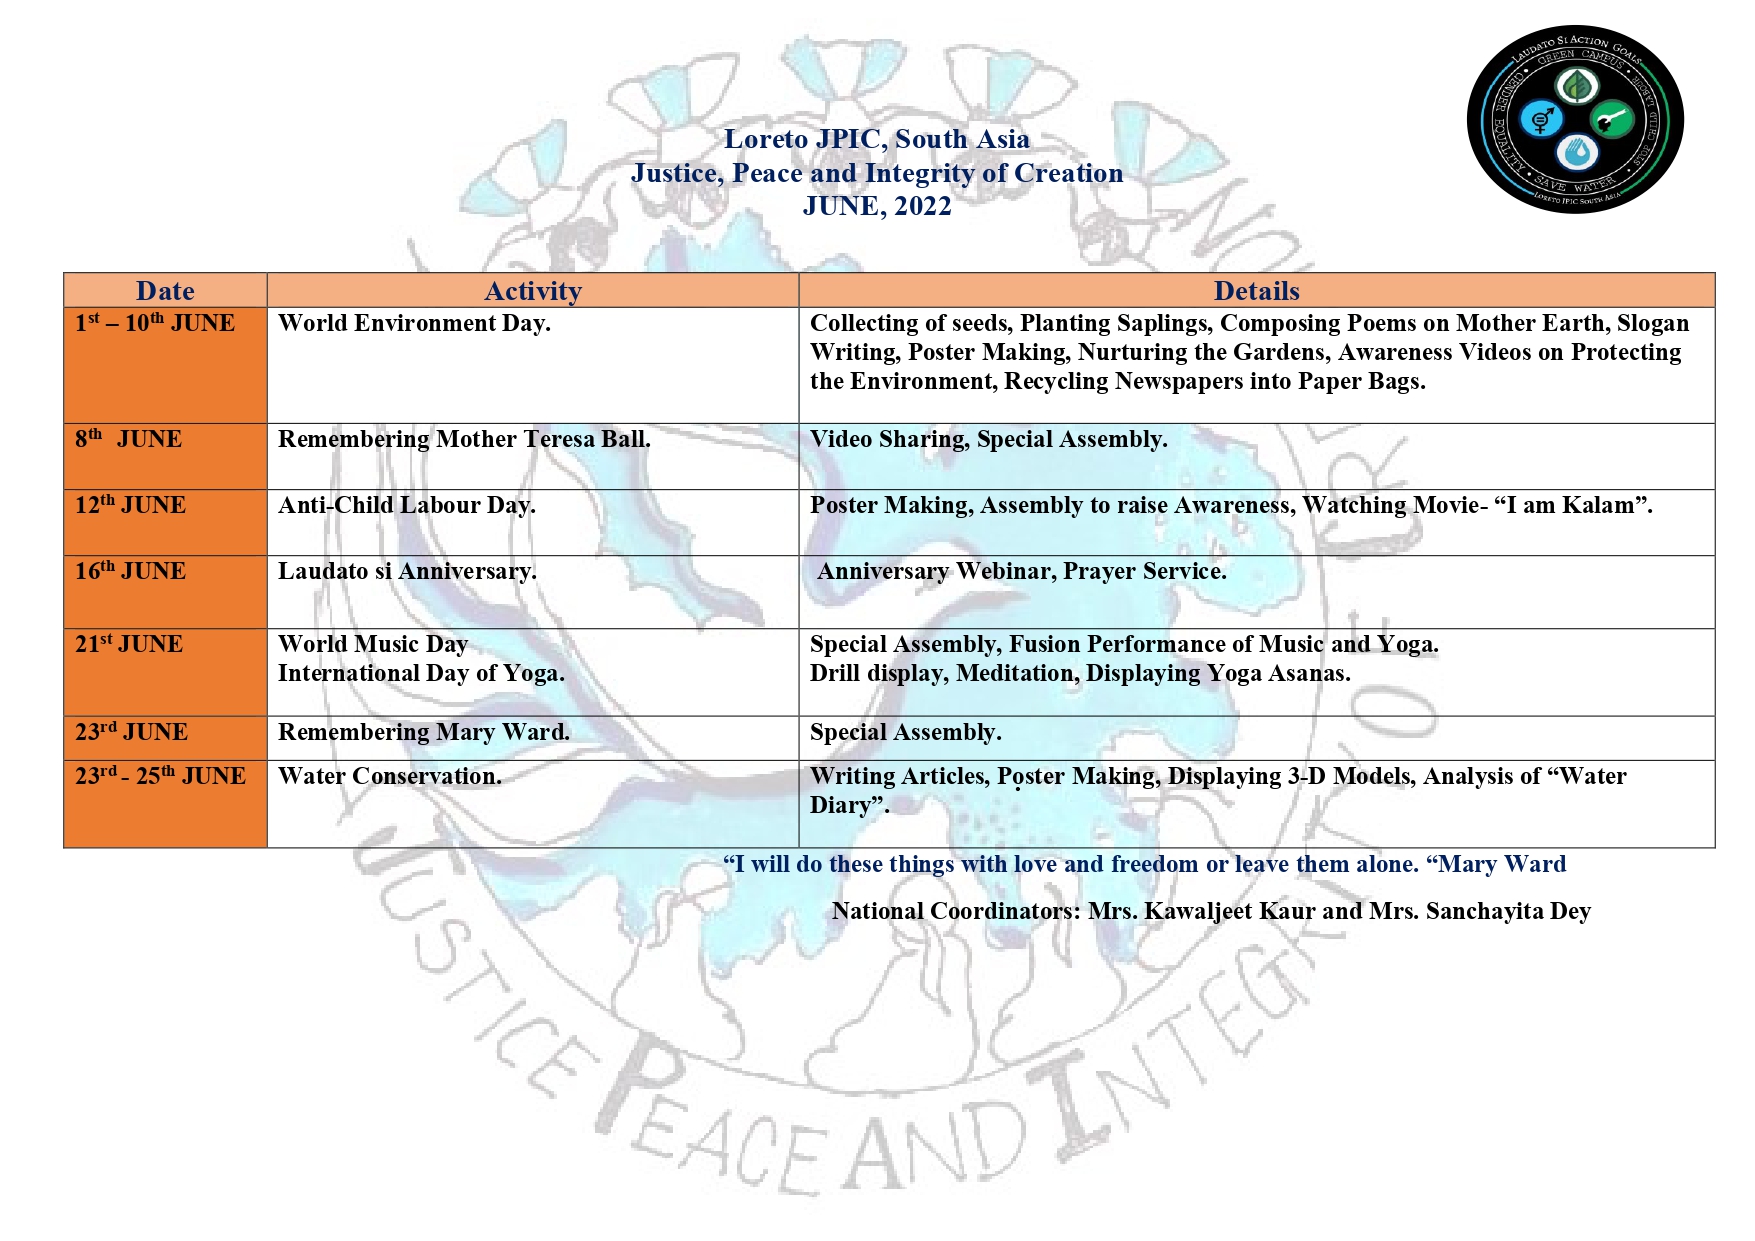 LAUDATO SI ACTION GOALS
GREEN CAMPUS • STOP CHILD LABOUR • SAVE WATER • GENDER EQUALITY •
LORETO JPIC SOUTH ASIA
Loreto JPIC, South Asia
Justice, Peace and Integrity of Creation
JUNE, 2022
Date Activity Details
1st – 10th JUNE World Environment Day. Collecting of seeds, Planting Saplings, Composing Poems on Mother Earth, Slogan
Writing, Poster Making, Nurturing the Gardens, Awareness Videos on Protecting
the Environment, Recycling Newspapers into Paper Bags.
8th JUNE Remembering Mother Teresa Ball. Video Sharing, Special Assembly.
12th JUNE Anti-Child Labour Day. Poster Making, Assembly to raise Awareness, Watching Movie- “I am Kalam”.
16th JUNE Laudato si Anniversary. Anniversary Webinar, Prayer Service.
21st JUNE World Music Day Special Assembly, Fusion Performance of Music and Yoga.
International Day of Yoga. Drill display, Meditation, Displaying Yoga Asanas.
23rd JUNE Remembering Mary Ward. Special Assembly.
23rd - 25th JUNE Water Conservation. Writing Articles, Poster Making, Displaying 3-D Models, Analysis of “Water
Diary”.
“I will do these things with love and freedom or leave them alone. “Mary Ward
National Coordinators: Mrs. Kawaljeet Kaur and Mrs. Sanchayita Dey
JUSTICE PEACE AND INTEGRITY OF